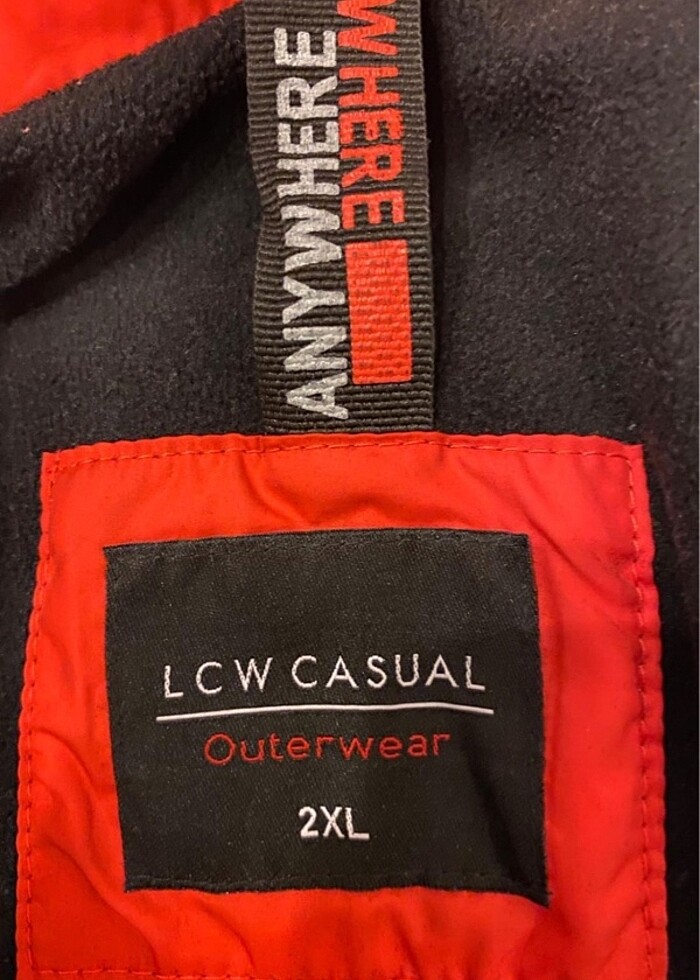 ANYWHERE
WHERE
LCW CASUAL
Outerwear
2XL